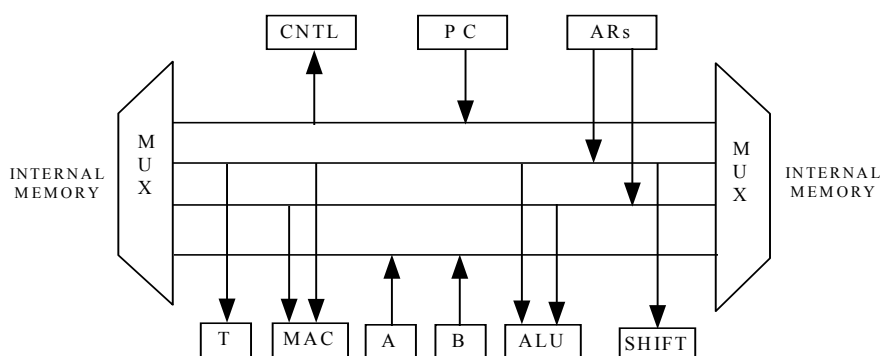 CNTL
P C
ARs
M
U
X
INTERNAL
MEMORY
M
U
X
INTERNAL
MEMORY
T
MAC
A
B
ALU
SHIFT